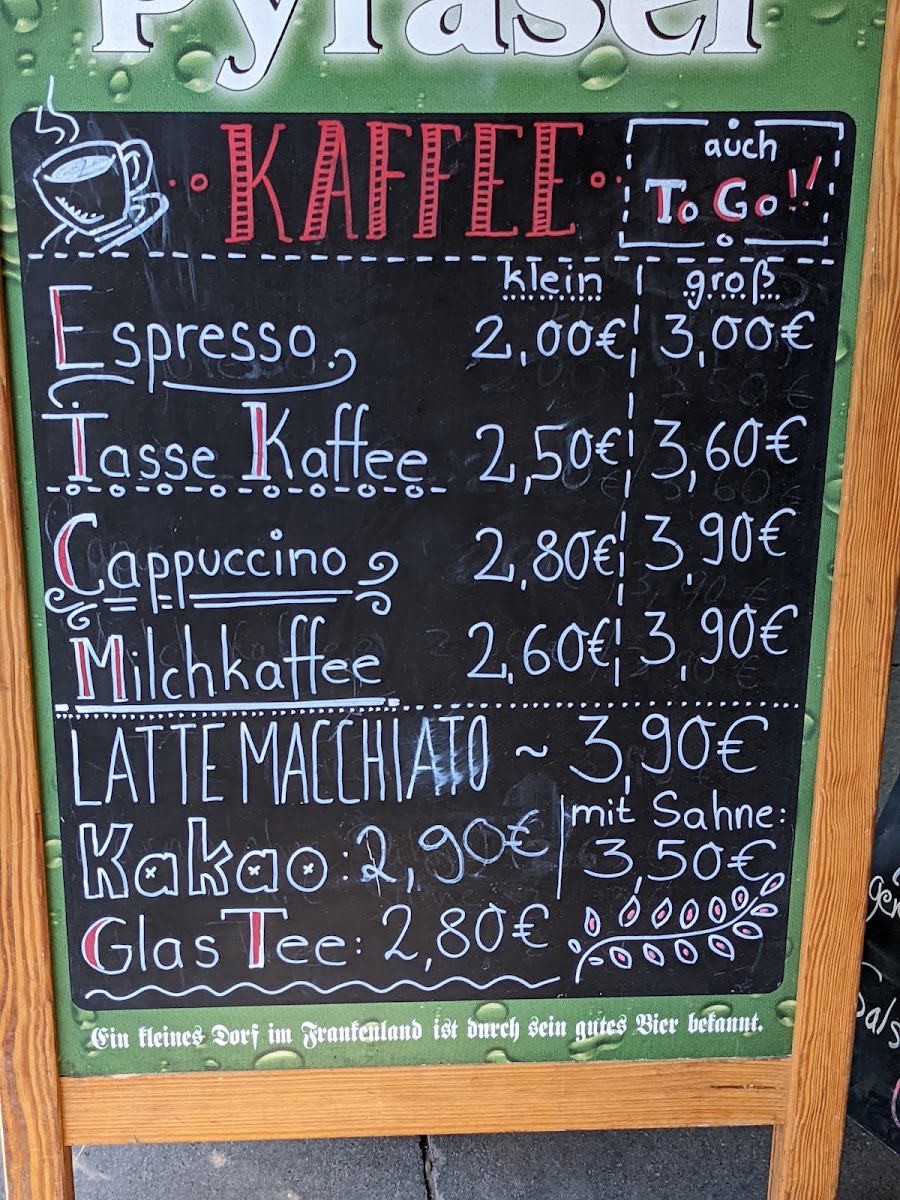 Pyraser
KAFFEE
auch
To Go!!
klein groß
Espresso 2,00€ 3,00€
Tasse Kaffee 2,50€ 3,60€
Cappuccino 2,80€ 3,90€
Milchkaffee 2,60€ 3,90€
LATTE MACCHIATO ~ 3,90€
Kakao: 2,90€ mit Sahne: 3,50€
Glas Tee: 2,80€
Ein kleines Dorf im Frankenland ist durch sein gutes Bier bekannt.